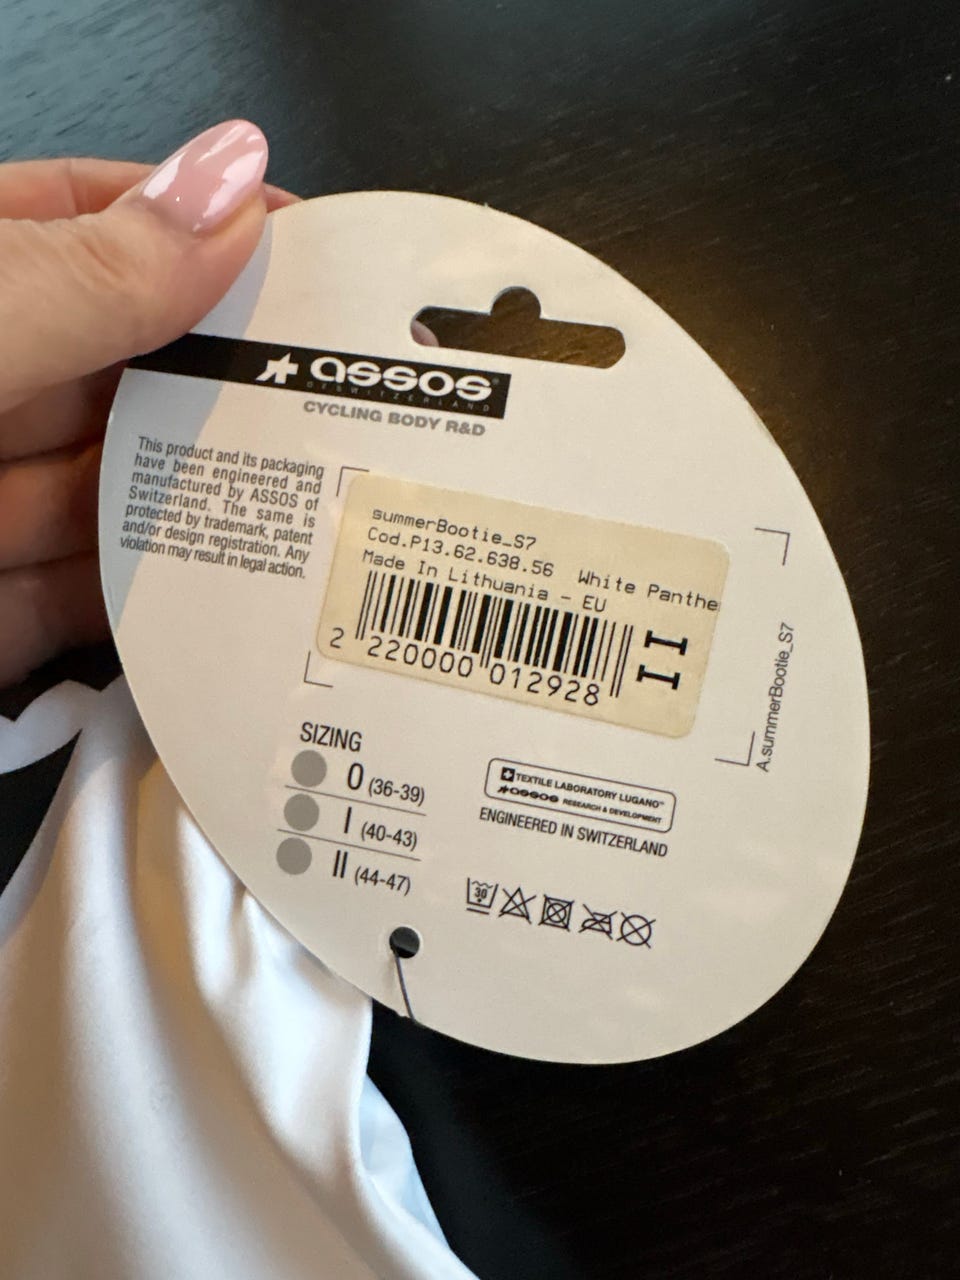 assos
DE SWITZERLAND
CYCLING BODY R&D
This product and its packaging
have been engineered and
manufactured by ASSOS of
Switzerland. The same is
protected by trademark, patent
and/or design registration. Any
violation may result in legal action.
summerBootie_S7
Cod.P13.62.638.56 White Panthe
Made In Lithuania - EU
2 220000 012928
II
A.summerBootie_S7
SIZING
0 (36-39)
I (40-43)
II (44-47)
TEXTILE LABORATORY LUGANO™
assos RESEARCH & DEVELOPMENT
ENGINEERED IN SWITZERLAND
30